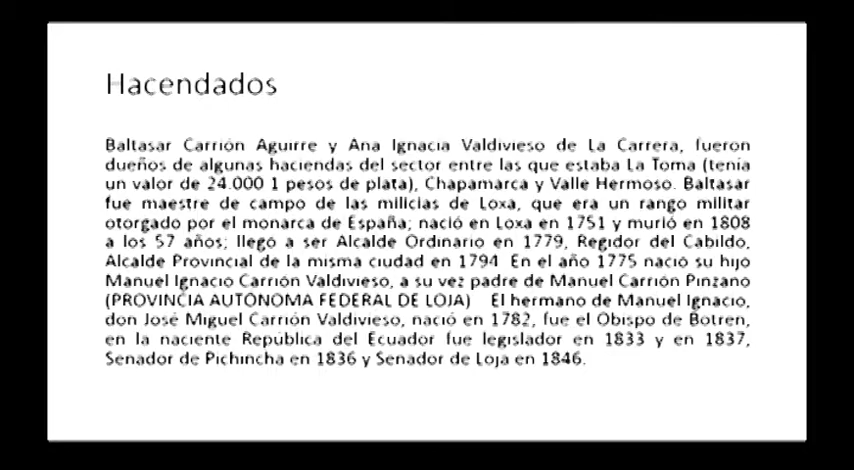 Hacendados
Baltasar Carrión Aguirre y Ana Ignacia Valdivieso de La Carrera, fueron
dueños de algunas haciendas del sector entre las que estaba La Toma (tenía
un valor de 24.000 1 pesos de plata), Chapamarca y Valle Hermoso. Baltasar
fue maestre de campo de las milicias de Loxa, que era un rango militar
otorgado por el monarca de España; nació en Loxa en 1751 y murió en 1808
a los 57 años; llegó a ser Alcalde Ordinario en 1779, Regidor del Cabildo,
Alcalde Provincial de la misma ciudad en 1794 En el año 1775 nació su hijo
Manuel Ignacio Carrión Valdivieso, a su vez padre de Manuel Carrión Pinzano
(PROVINCIA AUTÓNOMA FEDERAL DE LOJA) El hermano de Manuel Ignacio,
don José Miguel Carrión Valdivieso, nació en 1782, fue el Obispo de Botren,
en la naciente República del Ecuador fue legislador en 1833 y en 1837,
Senador de Pichincha en 1836 y Senador de Loja en 1846.